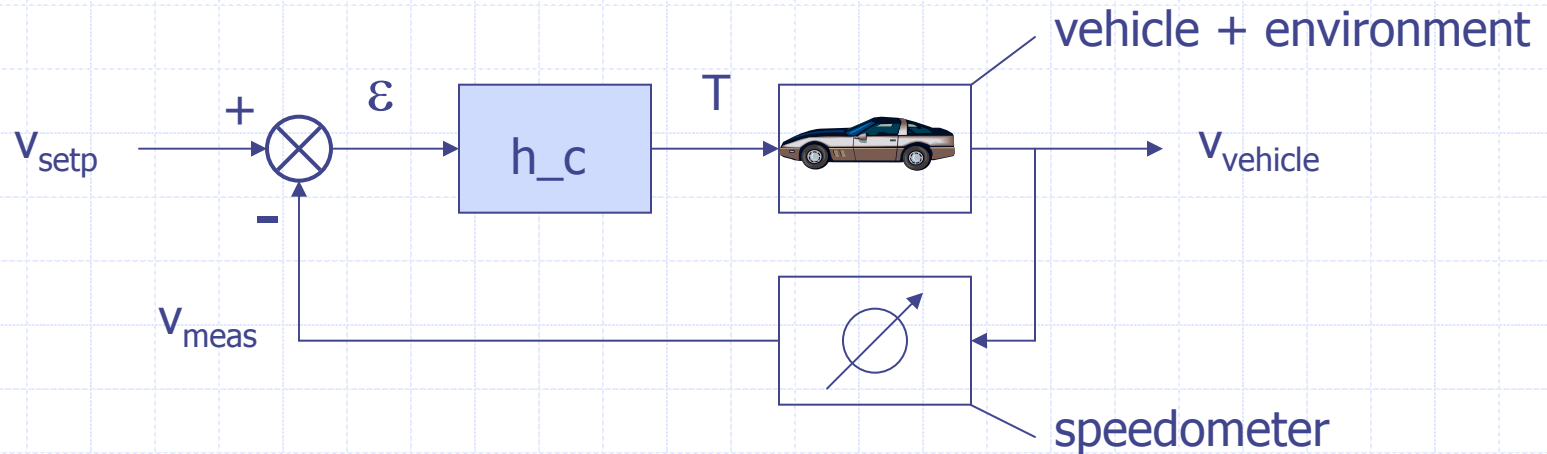 vehicle + environment
+
ε
T
v_setp
h_c
v_vehicle
-
v_meas
speedometer